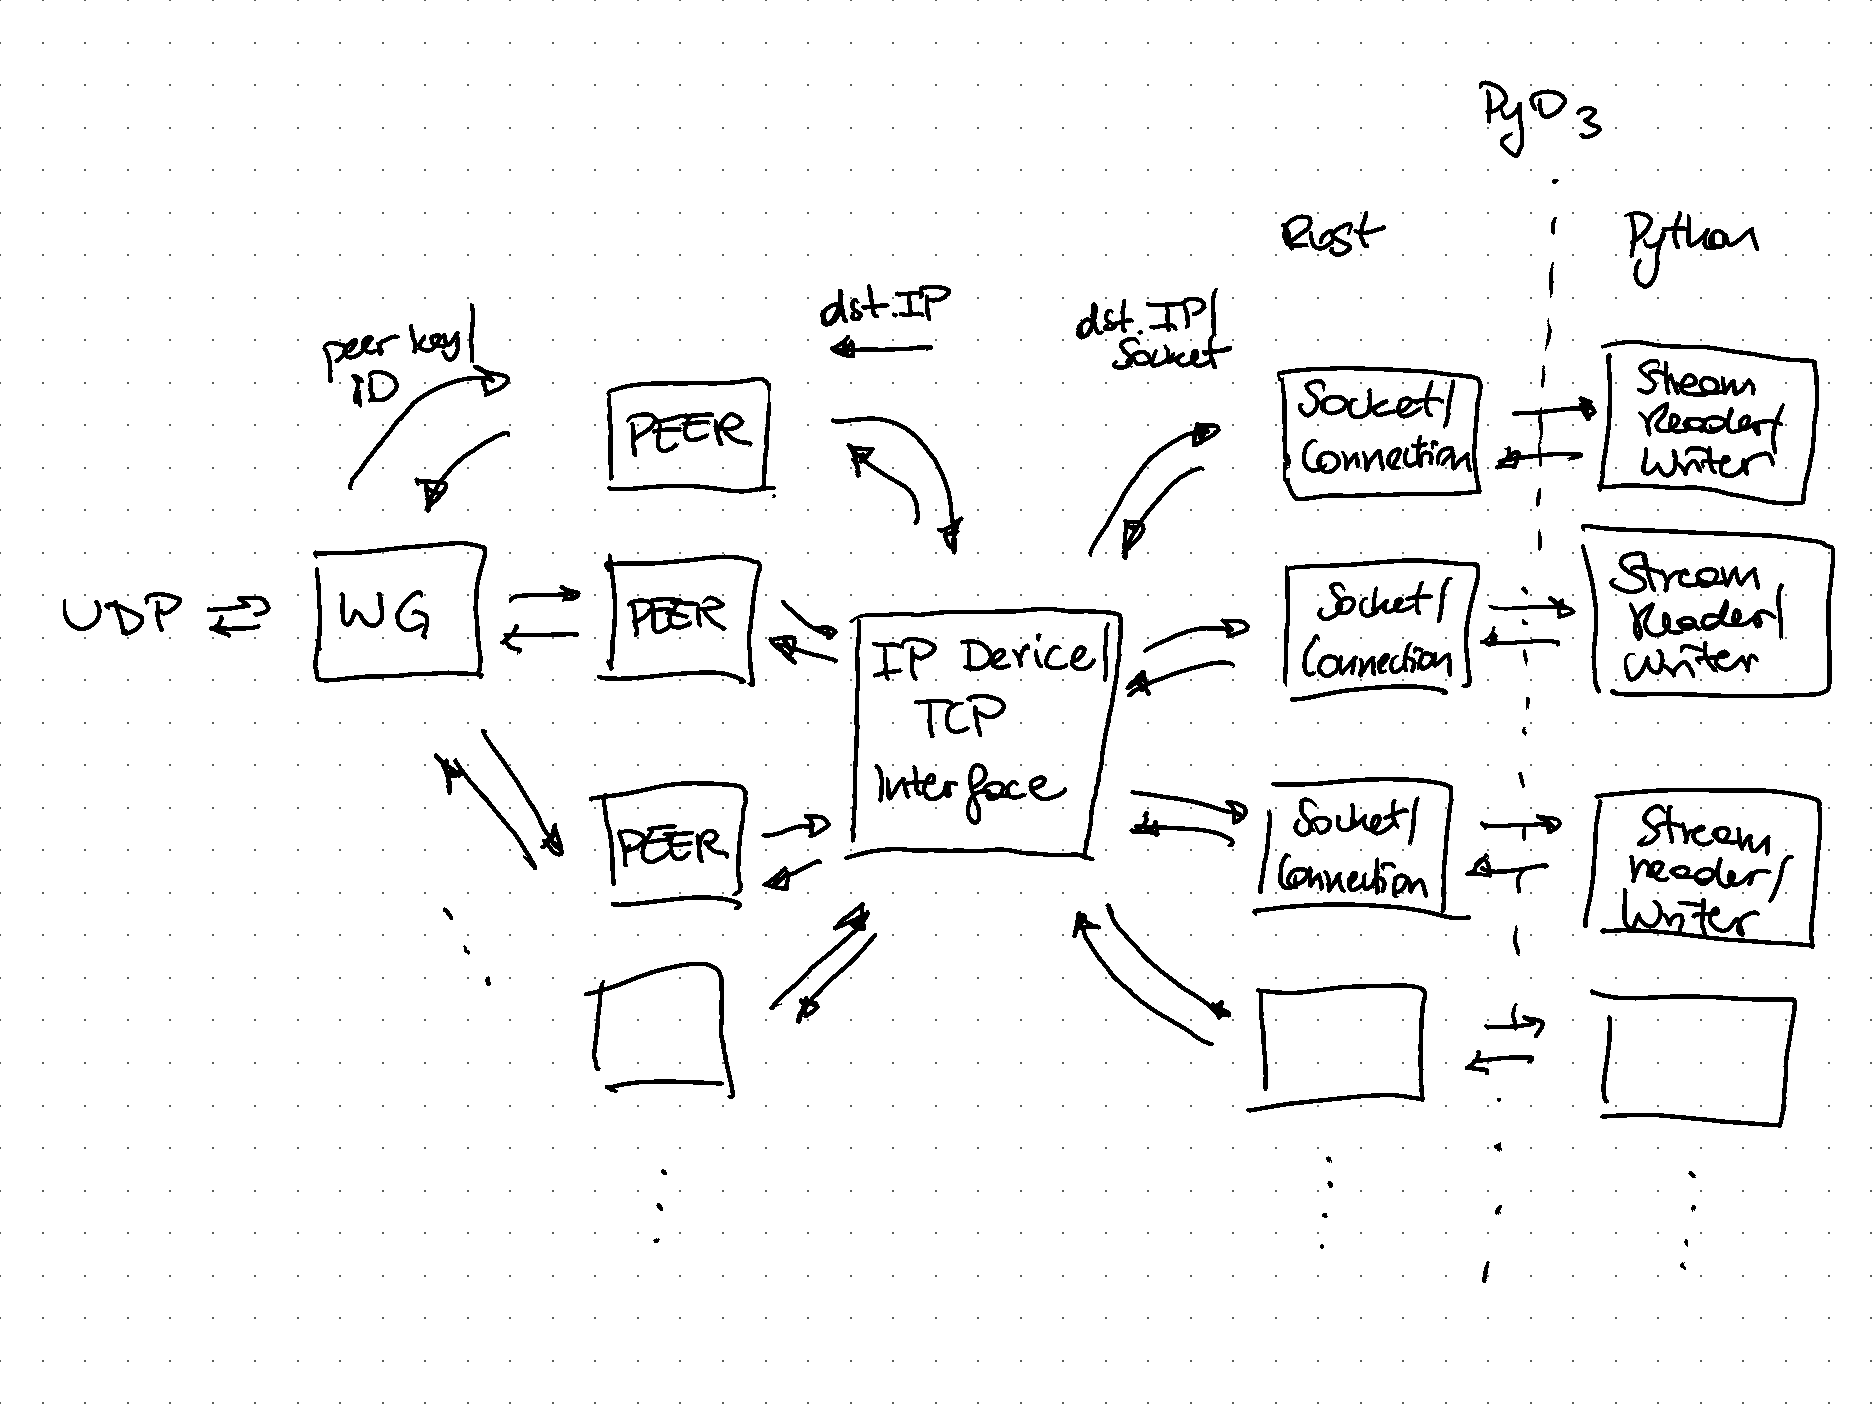 PyO3
Rust
Python
peer key/
ID
dst.IP
dst.IP/
Socket
PEER
Socket/
Connection
Stream
Reader/
Writer
UDP
WG
PEER
IP Device/
TCP
Interface
Socket/
Connection
Stream
Reader/
Writer
PEER
Socket/
Connection
Stream
reader/
Writer